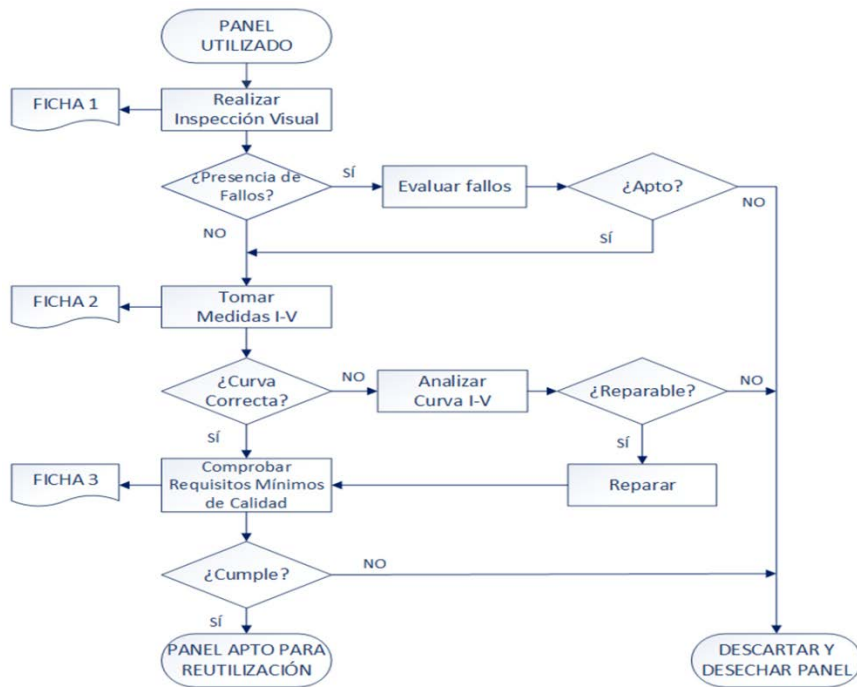 PANEL
UTILIZADO
FICHA 1
Realizar
Inspección Visual
¿Presencia de
Fallos?
SÍ
Evaluar fallos
¿Apto?
NO
NO
SÍ
FICHA 2
Tomar
Medidas I-V
¿Curva
Correcta?
NO
Analizar
Curva I-V
¿Reparable?
NO
SÍ
SÍ
FICHA 3
Comprobar
Requisitos Mínimos
de Calidad
Reparar
¿Cumple?
NO
SÍ
PANEL APTO PARA
REUTILIZACIÓN
DESCARTAR Y
DESECHAR PANEL